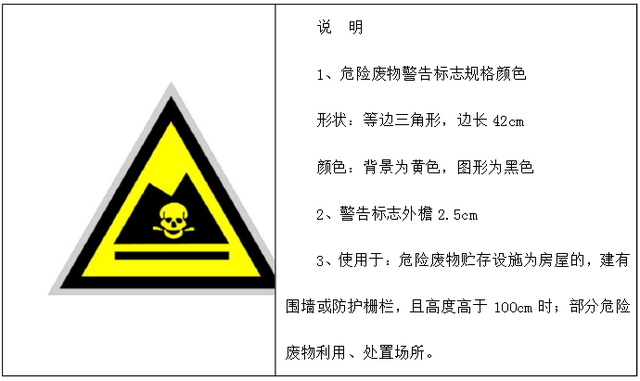 说 明
1、危险废物警告标志规格颜色
形状：等边三角形，边长 42cm
颜色：背景为黄色，图形为黑色
2、警告标志外檐 2.5cm
3、使用于：危险废物贮存设施为房屋的，建有
围墙或防护栅栏，且高度高于 100cm 时；部分危险
废物利用、处置场所。